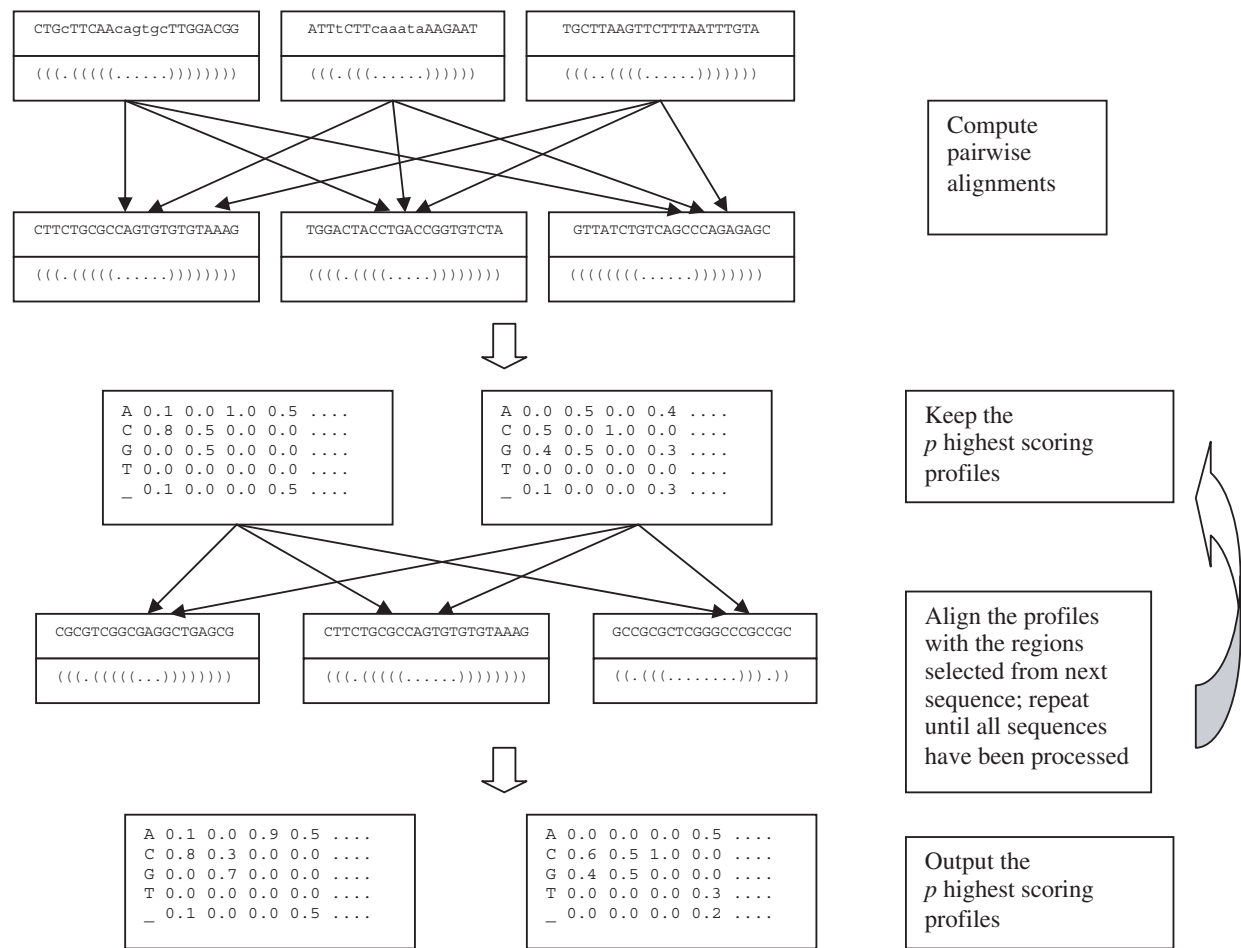 CTGcTTCAAcagtgcTTGGACGG
ATTtCTTcaaataAAGAAT
TGCTTAAGTTCTTTAATTTGTA
(((.(((((......))))))))
(((.(((......))))))
(((..((((......)))))))
Compute
pairwise
alignments
CTTCTGCGCCAGTGTGTGTAAAG
TGGACTACCTGACCGGTGTCTA
GTTATCTGTCAGCCCAGAGAGC
(((.(((((......))))))))
((((.((((.....))))))))
((((((((......))))))))
A 0.1 0.0 1.0 0.5 ....
C 0.8 0.5 0.0 0.0 ....
G 0.0 0.5 0.0 0.0 ....
T 0.0 0.0 0.0 0.0 ....
_ 0.1 0.0 0.0 0.5 ....
A 0.0 0.5 0.0 0.4 ....
C 0.5 0.0 1.0 0.0 ....
G 0.4 0.5 0.0 0.3 ....
T 0.0 0.0 0.0 0.0 ....
_ 0.1 0.0 0.0 0.3 ....
Keep the
p highest scoring
profiles
CGCGTCGGCGAGGCTGAGCG
CTTCTGCGCCAGTGTGTGTAAAG
GCCGCGCTCGGGCCCGCCGC
(((.(((((...))))))))
(((.(((((......))))))))
((.(((........))).))
Align the profiles
with the regions
selected from next
sequence; repeat
until all sequences
have been processed
A 0.1 0.0 0.9 0.5 ....
C 0.8 0.3 0.0 0.0 ....
G 0.0 0.7 0.0 0.0 ....
T 0.0 0.0 0.0 0.0 ....
_ 0.1 0.0 0.0 0.5 ....
A 0.0 0.0 0.0 0.5 ....
C 0.6 0.5 1.0 0.0 ....
G 0.4 0.5 0.0 0.0 ....
T 0.0 0.0 0.0 0.3 ....
_ 0.0 0.0 0.0 0.2 ....
Output the
p highest scoring
profiles